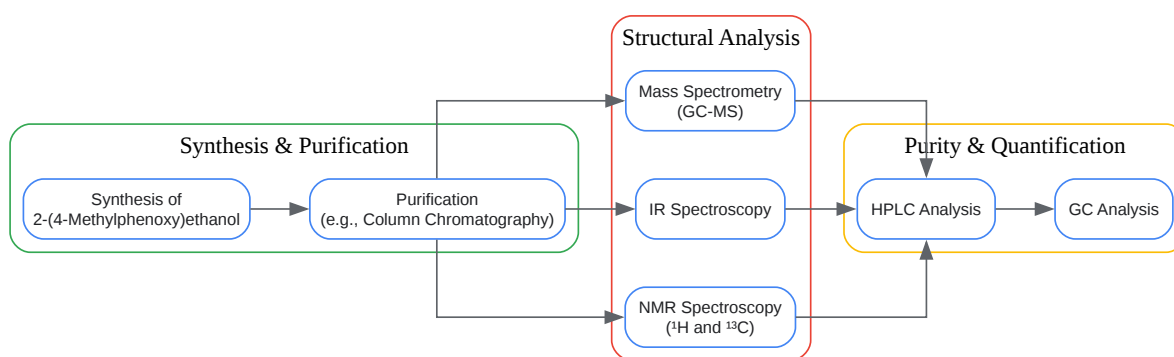 Structural Analysis
Mass Spectrometry
(GC-MS)
Synthesis & Purification
Purity & Quantification
Synthesis of
2-(4-Methylphenoxy)ethanol
Purification
(e.g., Column Chromatography)
IR Spectroscopy
HPLC Analysis
GC Analysis
NMR Spectroscopy
(¹H and ¹³C)